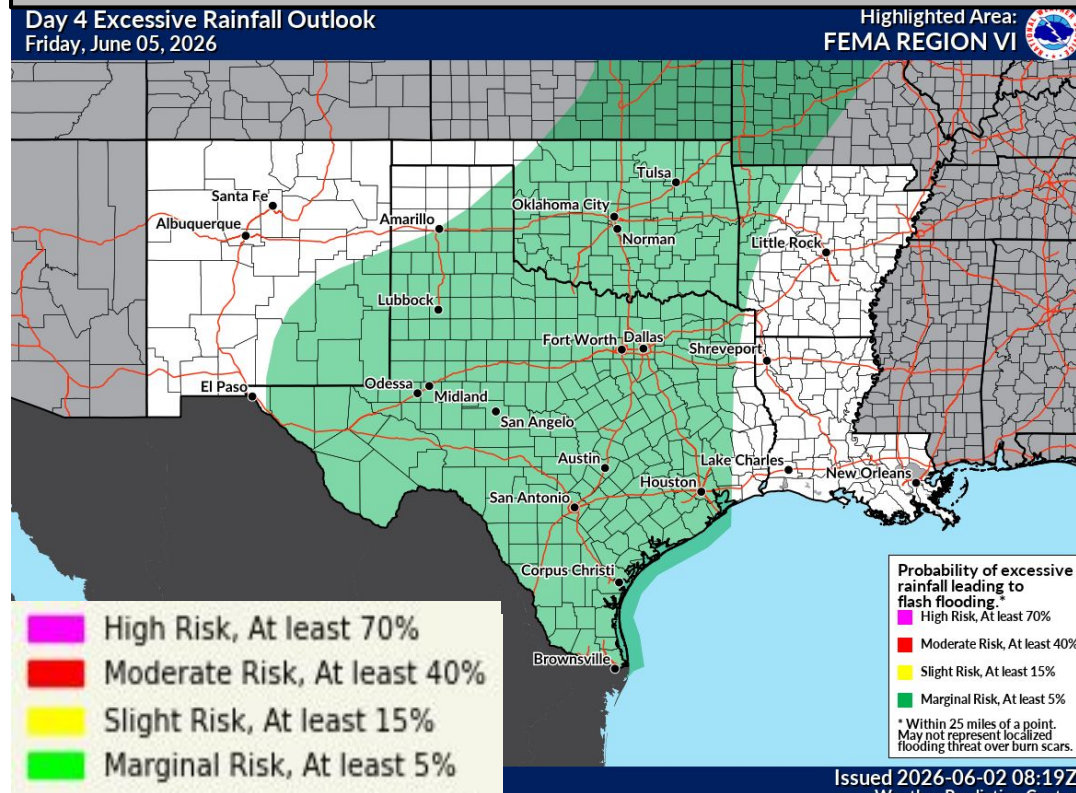 Day 4 Excessive Rainfall Outlook
Friday, June 05, 2026
Highlighted Area:
FEMA REGION VI
Santa Fe
Albuquerque
Amarillo
Tulsa
Oklahoma City
Norman
Little Rock
Lubbock
Fort Worth
Dallas
Shreveport
El Paso
Odessa
Midland
San Angelo
Austin
Houston
Lake Charles
New Orleans
San Antonio
Corpus Christi
Brownsville
Probability of excessive
rainfall leading to
flash flooding.*
High Risk, At least 70%
Moderate Risk, At least 40%
Slight Risk, At least 15%
Marginal Risk, At least 5%
* Within 25 miles of a point.
May not represent localized
flooding threat over burn scars.
High Risk, At least 70%
Moderate Risk, At least 40%
Slight Risk, At least 15%
Marginal Risk, At least 5%
Issued 2026-06-02 08:19Z